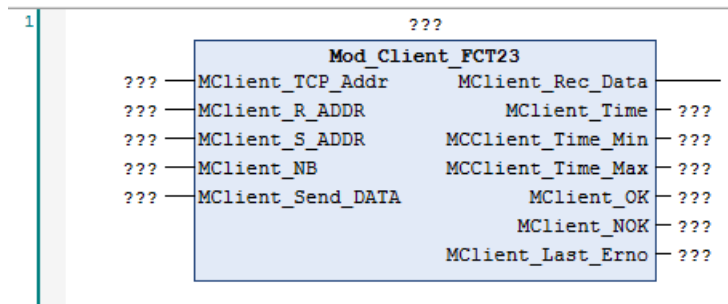 1
???
Mod_Client_FCT23
??? MClient_TCP_Addr MClient_Rec_Data
??? MClient_R_ADDR MClient_Time ???
??? MClient_S_ADDR MCClient_Time_Min ???
??? MClient_NB MCClient_Time_Max ???
??? MClient_Send_DATA MClient_OK ???
MClient_NOK ???
MClient_Last_Erno ???